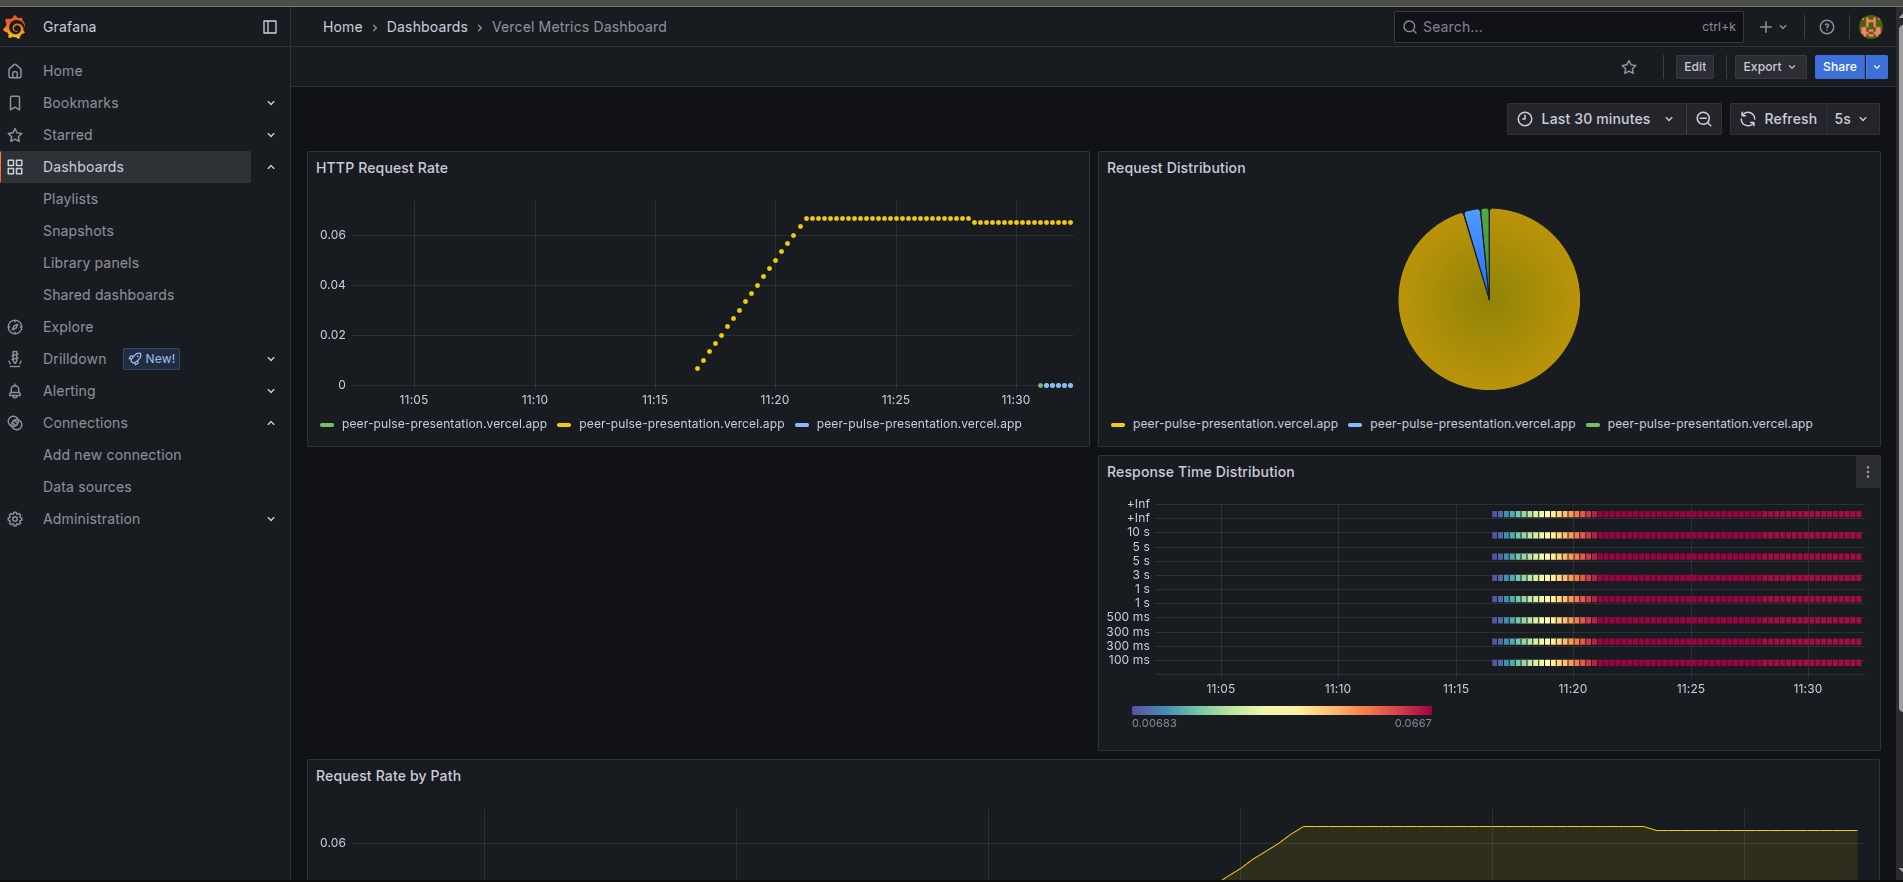 Grafana
Home › Dashboards › Vercel Metrics Dashboard
Search... ctrl+k
Edit
Export
Share
Home
Bookmarks
Starred
Dashboards
Playlists
Snapshots
Library panels
Shared dashboards
Explore
Drilldown New!
Alerting
Connections
Add new connection
Data sources
Administration
Last 30 minutes
Refresh 5s
HTTP Request Rate
0.06
0.04
0.02
0
11:05 11:10 11:15 11:20 11:25 11:30
peer-pulse-presentation.vercel.app peer-pulse-presentation.vercel.app peer-pulse-presentation.vercel.app
Request Distribution
peer-pulse-presentation.vercel.app peer-pulse-presentation.vercel.app peer-pulse-presentation.vercel.app
Response Time Distribution
+Inf
+Inf
10 s
5 s
5 s
3 s
1 s
1 s
500 ms
300 ms
300 ms
100 ms
11:05 11:10 11:15 11:20 11:25 11:30
0.00683 0.0667
Request Rate by Path
0.06